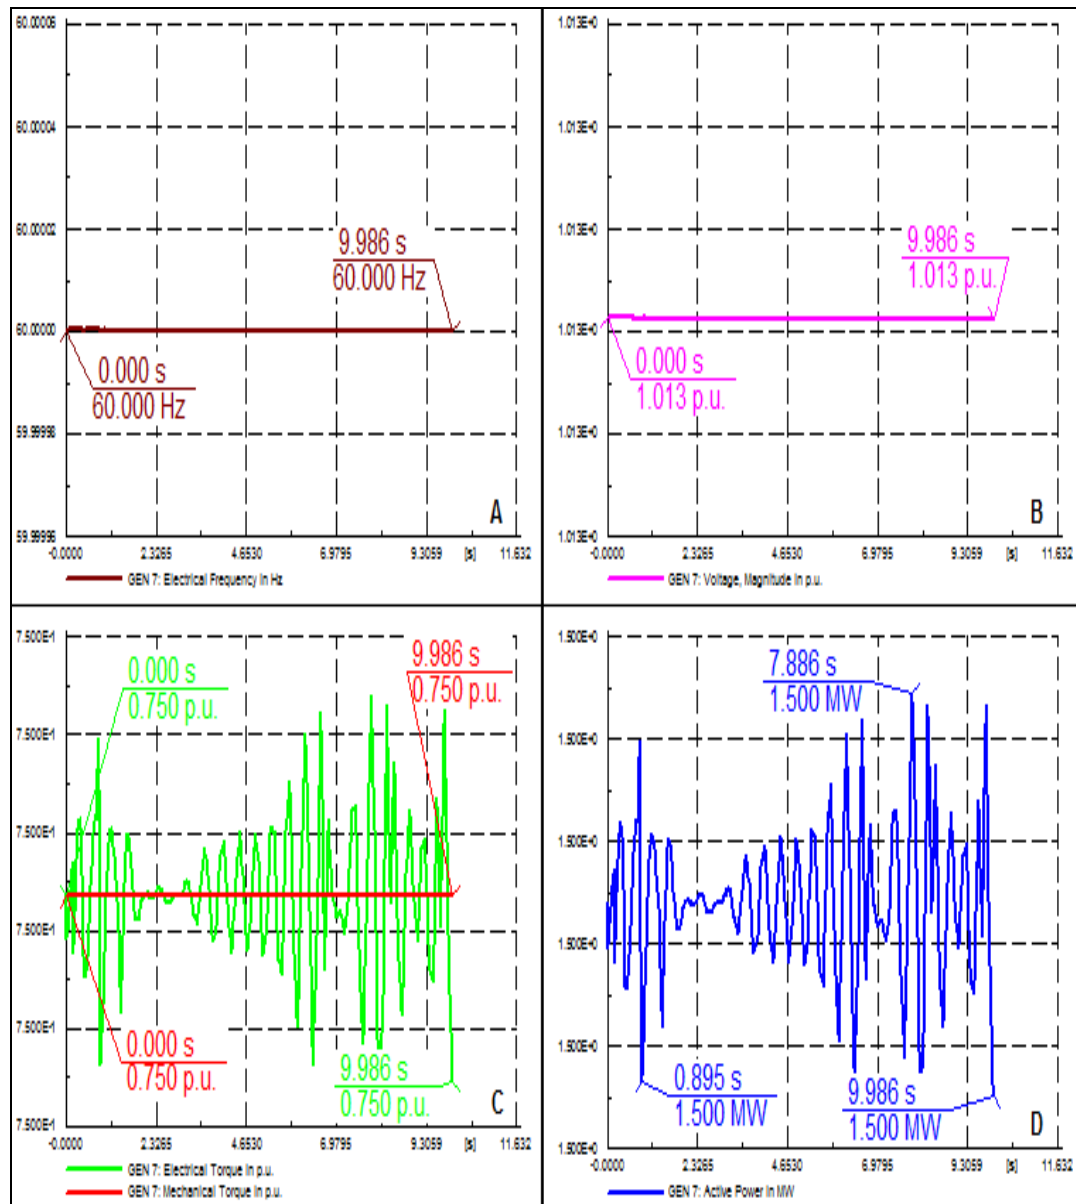 60.00006
60.00004
60.00002
60.00000
59.99998
59.99996
9.986 s
60.000 Hz
0.000 s
60.000 Hz
A
-0.0000 2.3265 4.6530 6.9795 9.3059 [s] 11.632
GEN 7: Electrical Frequency in Hz
1.013E+0
1.013E+0
1.013E+0
1.013E+0
1.013E+0
1.013E+0
9.986 s
1.013 p.u.
0.000 s
1.013 p.u.
B
-0.0000 2.3265 4.6530 6.9795 9.3059 [s] 11.632
GEN 7: Voltage, Magnitude in p.u.
7.500E-1
7.500E-1
7.500E-1
7.500E-1
7.500E-1
7.500E-1
0.000 s
0.750 p.u.
9.986 s
0.750 p.u.
0.000 s
0.750 p.u.
9.986 s
0.750 p.u.
C
-0.0000 2.3265 4.6530 6.9795 9.3059 [s] 11.632
GEN 7: Electrical Torque in p.u.
GEN 7: Mechanical Torque in p.u.
1.500E+0
1.500E+0
1.500E+0
1.500E+0
1.500E+0
1.500E+0
7.886 s
1.500 MW
0.895 s
1.500 MW
9.986 s
1.500 MW
D
-0.0000 2.3265 4.6530 6.9795 9.3059 [s] 11.632
GEN 7: Active Power in MW